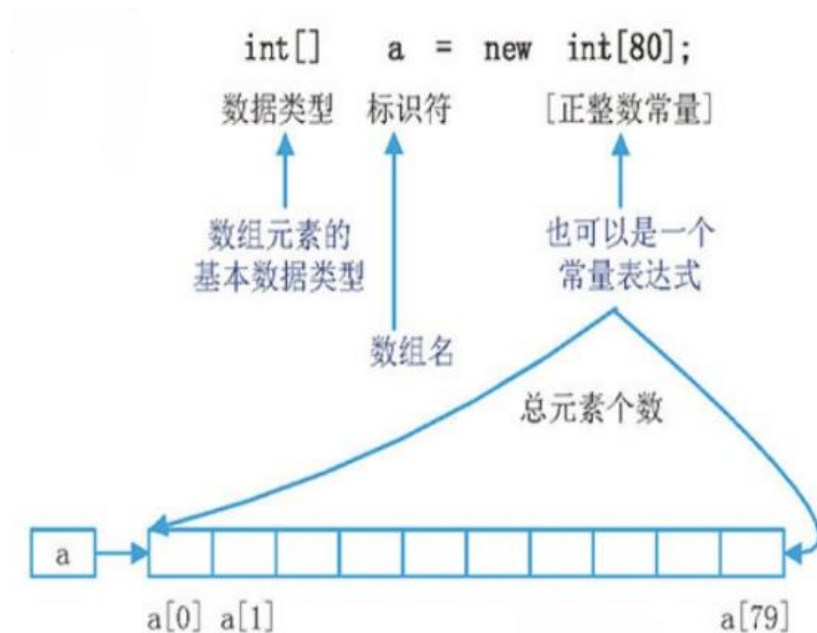 int[] a = new int[80];
数据类型 标识符 [正整数常量]
数组元素的
基本数据类型
也可以是一个
常量表达式
数组名
总元素个数
a
a[0] a[1] a[79]